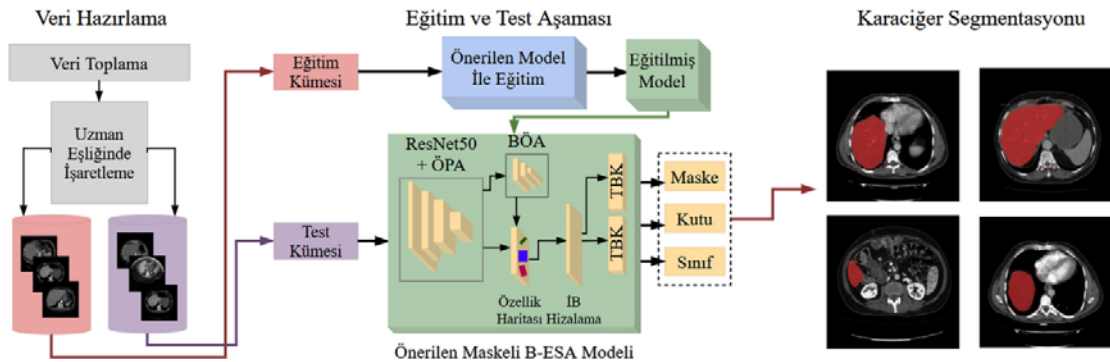 Veri Hazırlama
Eğitim ve Test Aşaması
Karaciğer Segmentasyonu
Veri Toplama
Uzman
Eşliğinde
İşaretleme
Eğitim
Kümesi
Önerilen Model
İle Eğitim
Eğitilmiş
Model
Test
Kümesi
ResNet50
+ ÖPA
BÖA
TBK
TBK
Özellik
Haritası Hizalama
İB
Maske
Kutu
Sınıf
Önerilen Maskeli B-ESA Modeli